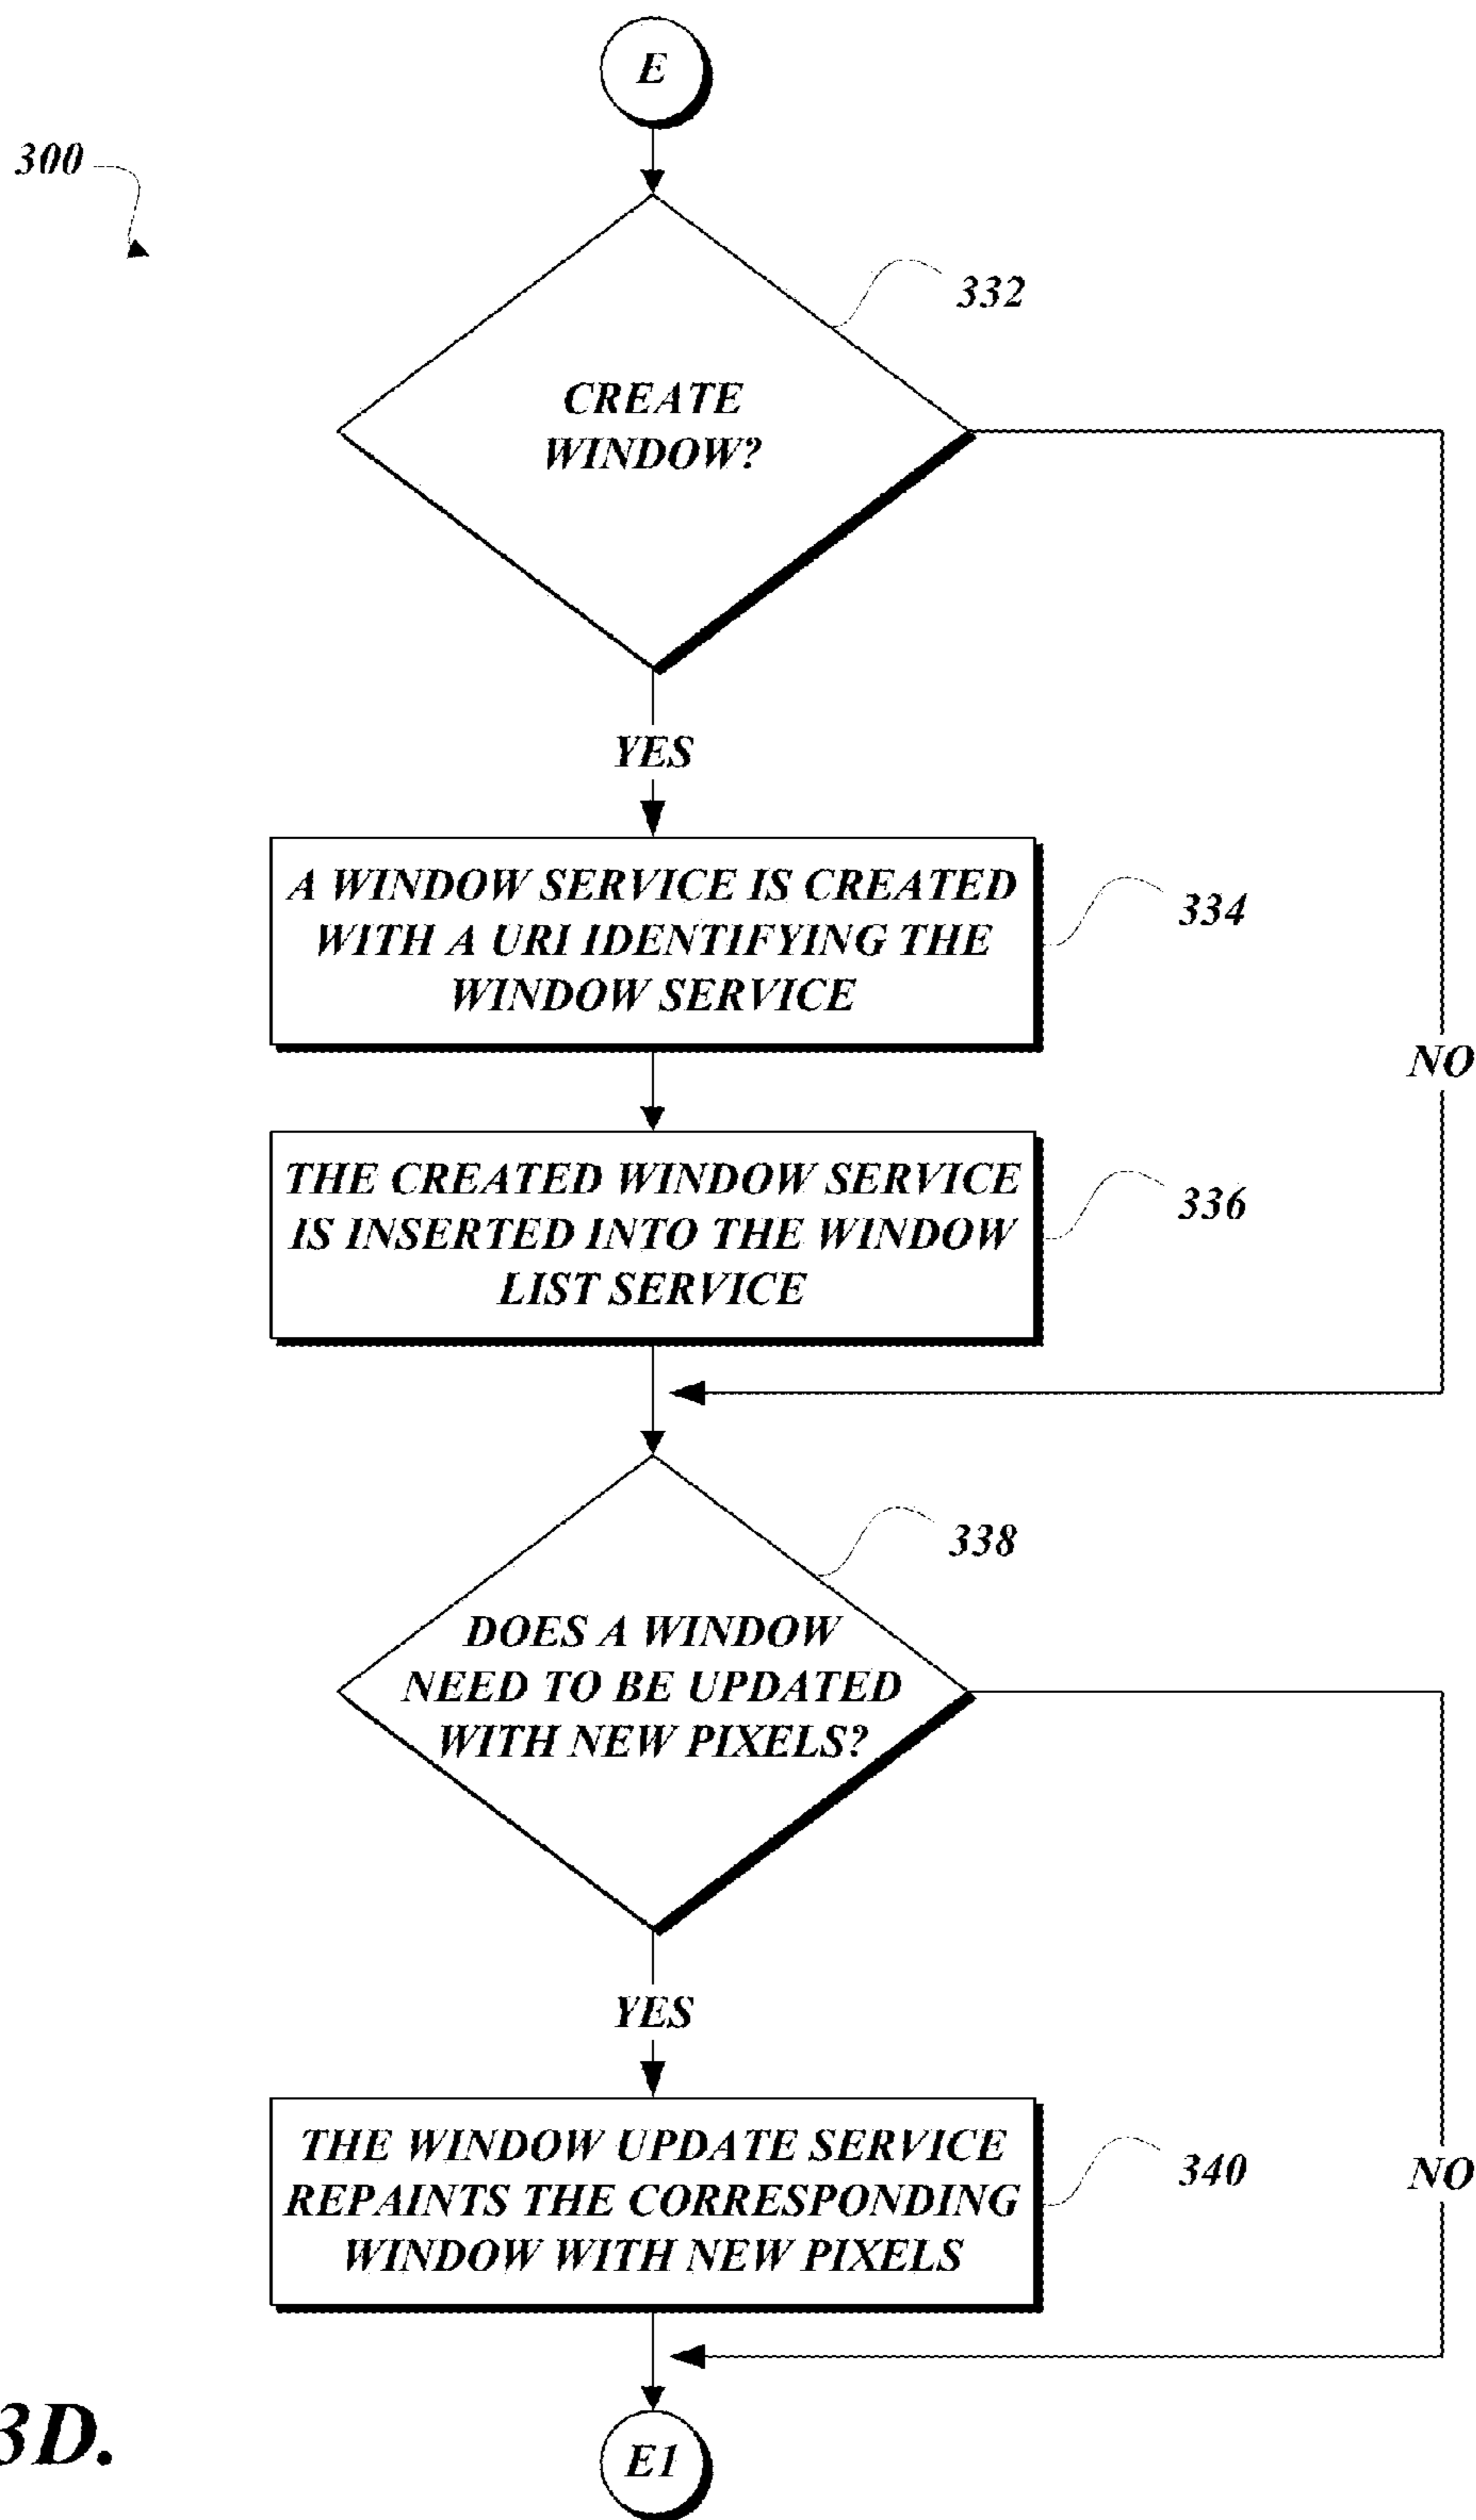 E
300
332
CREATE
WINDOW?
YES
A WINDOW SERVICE IS CREATED
WITH A URI IDENTIFYING THE
WINDOW SERVICE
334
NO
THE CREATED WINDOW SERVICE
IS INSERTED INTO THE WINDOW
LIST SERVICE
336
338
DOES A WINDOW
NEED TO BE UPDATED
WITH NEW PIXELS?
YES
THE WINDOW UPDATE SERVICE
REPAINTS THE CORRESPONDING
WINDOW WITH NEW PIXELS
340
NO
3D.
E1